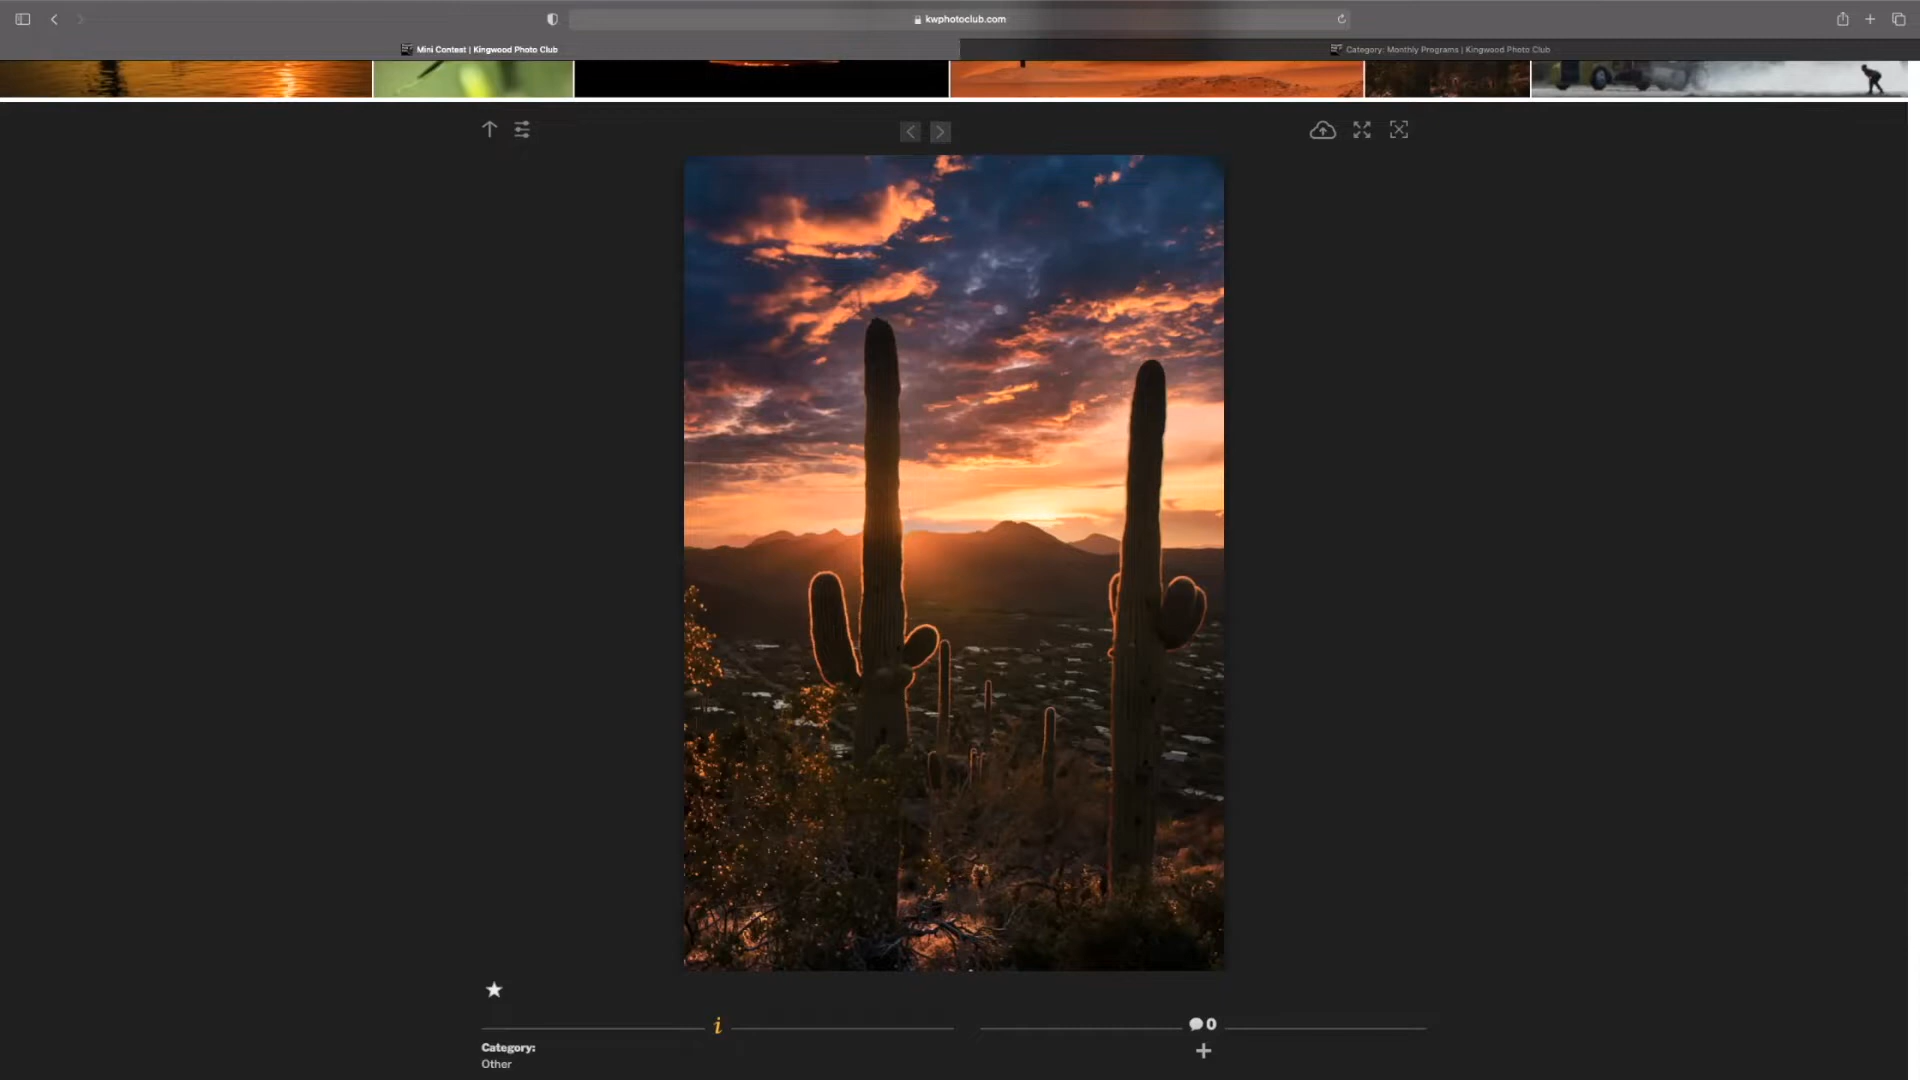 kwphotoclub.com
Mini Contest | Kingwood Photo Club
Category: Monthly Programs | Kingwood Photo Club
i
0
Category:
Other